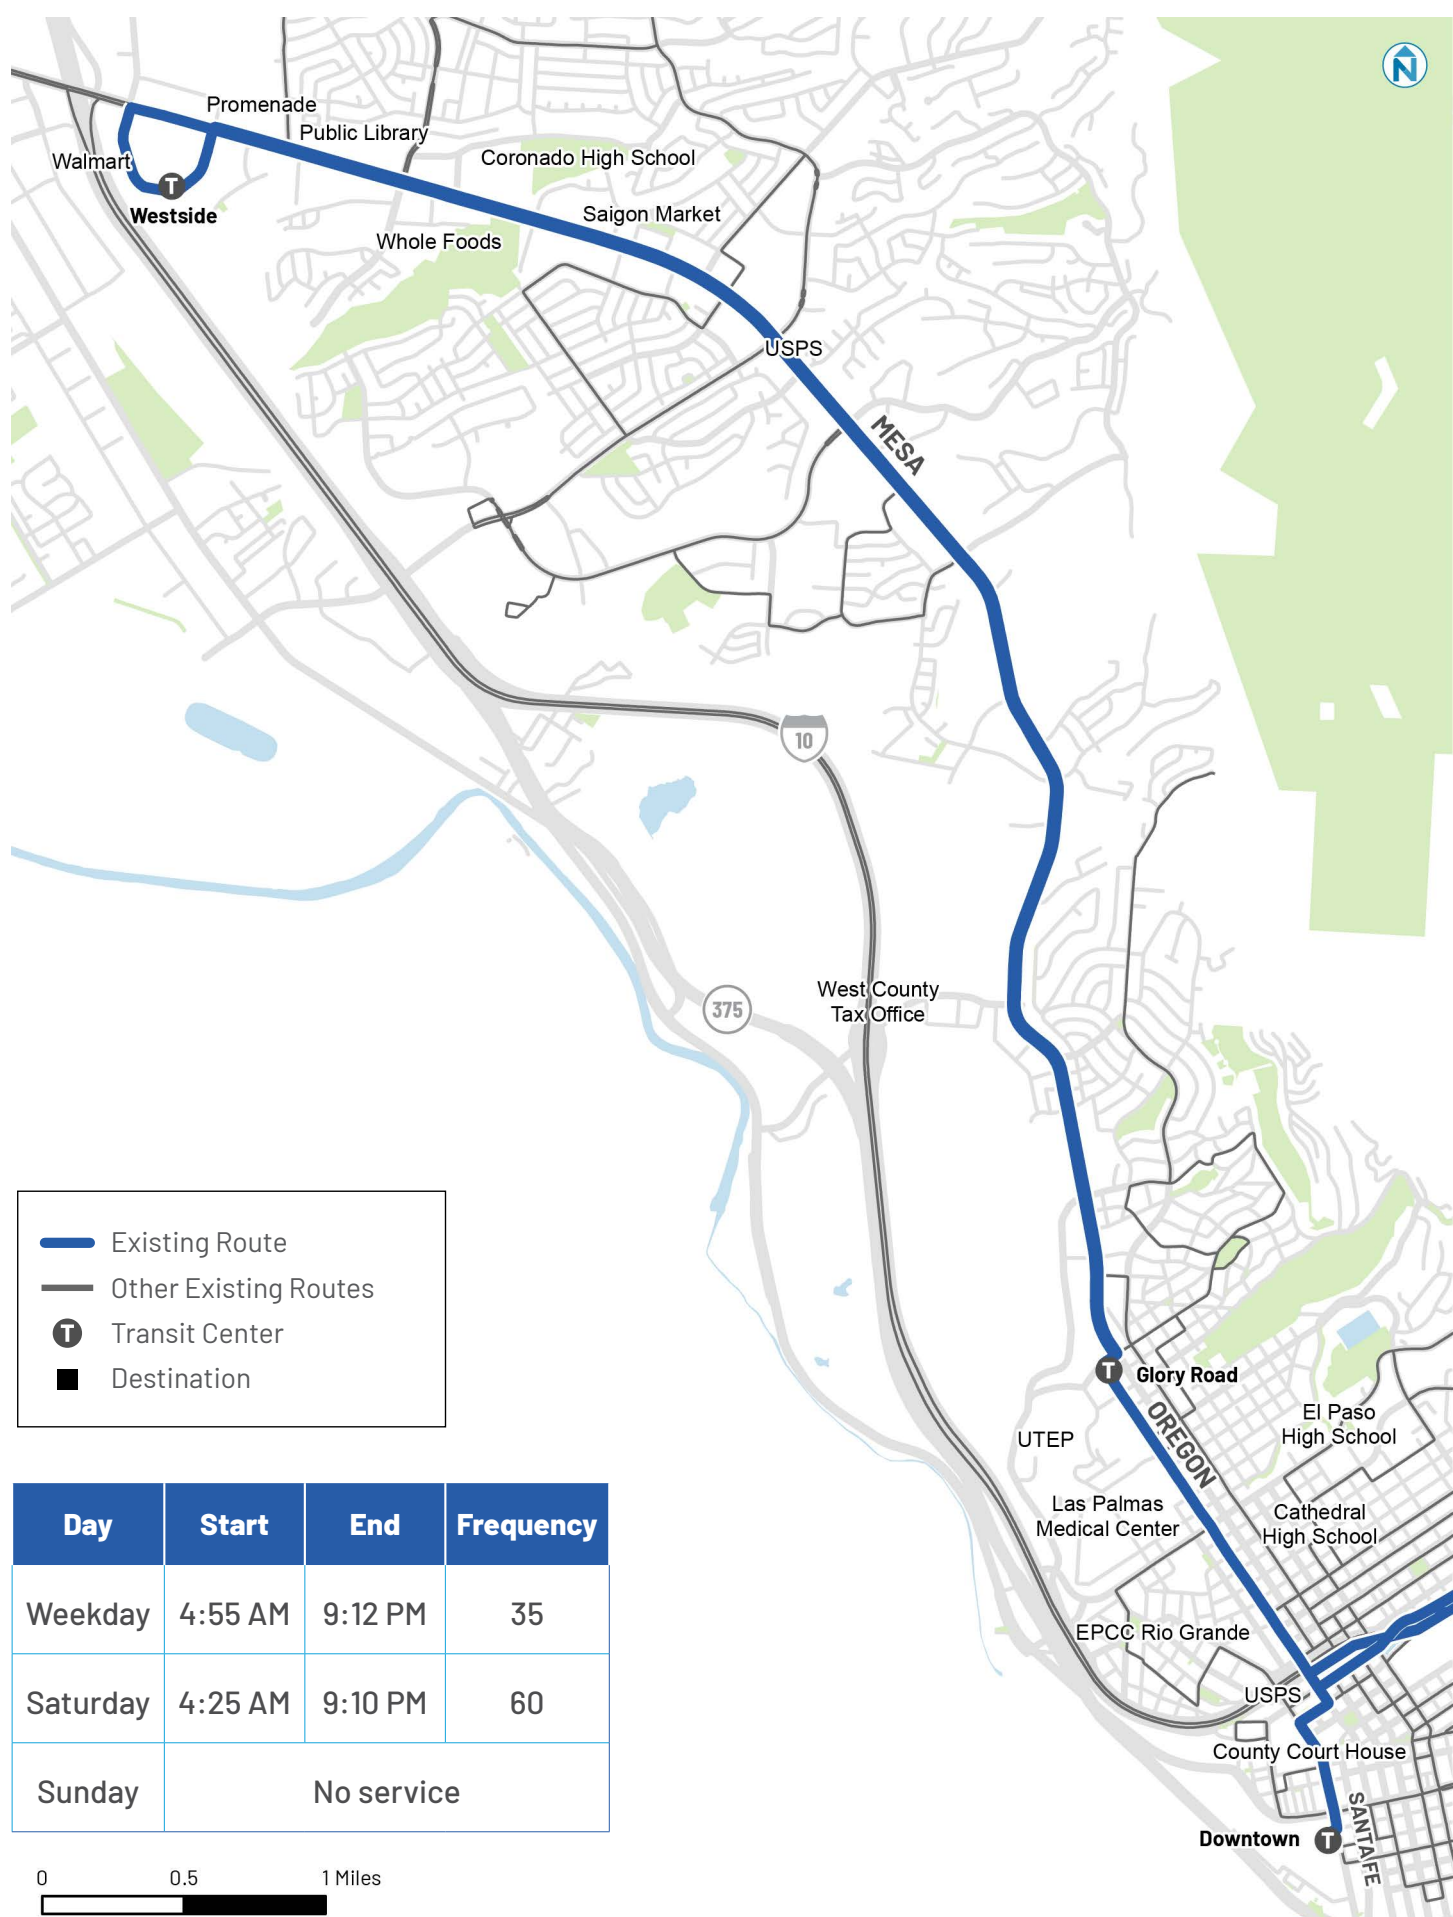 N
Promenade
Public Library
Walmart
Coronado High School
T
Westside
Saigon Market
Whole Foods
USPS
MESA
10
West County
Tax Office
375
Existing Route
Other Existing Routes
T
Transit Center
Destination
T
Glory Road
OREGON
UTEP
El Paso
High School
Las Palmas
Medical Center
Cathedral
High School
EPCC Rio Grande
USPS
County Court House
SANTA FE
Downtown
T
Day Start End Frequency
Weekday 4:55 AM 9:12 PM 35
Saturday 4:25 AM 9:10 PM 60
Sunday No service
0 0.5 1 Miles